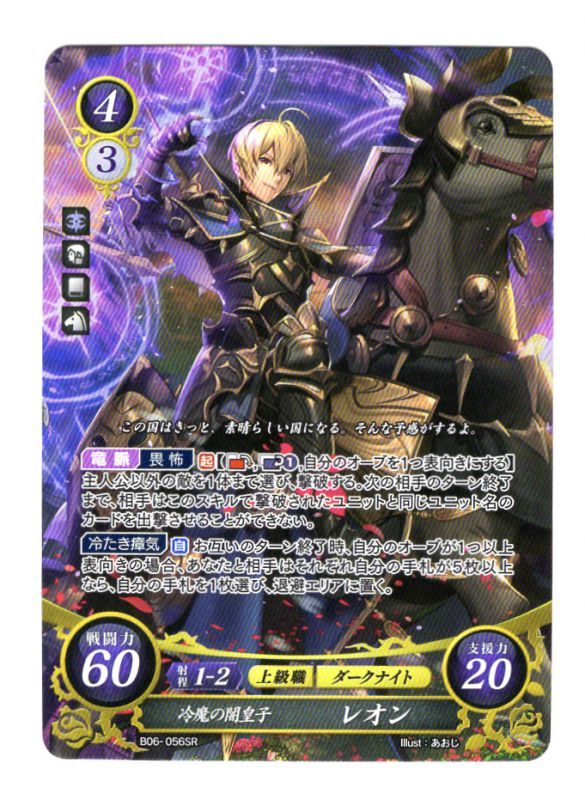 4
3
この国はきっと、素晴らしい国になる。そんな予感がするよ。
竜脈 畏怖 起【 , 1,自分のオーブを1つ表向きにする】
主人公以外の敵を1体まで選び、撃破する。次の相手のターン終了
まで、相手はこのスキルで撃破されたユニットと同じユニット名の
カードを出撃させることができない。
冷たき瘴気 自 お互いのターン終了時、自分のオーブが1つ以上
表向きの場合、あなたと相手はそれぞれ自分の手札が5枚以上
なら、自分の手札を1枚選び、退避エリアに置く。
戦闘力
60
射程 1-2
上級職 ダークナイト
支援力
20
冷魔の闇皇子 レオン
B06-056SR
Illust：あおじ